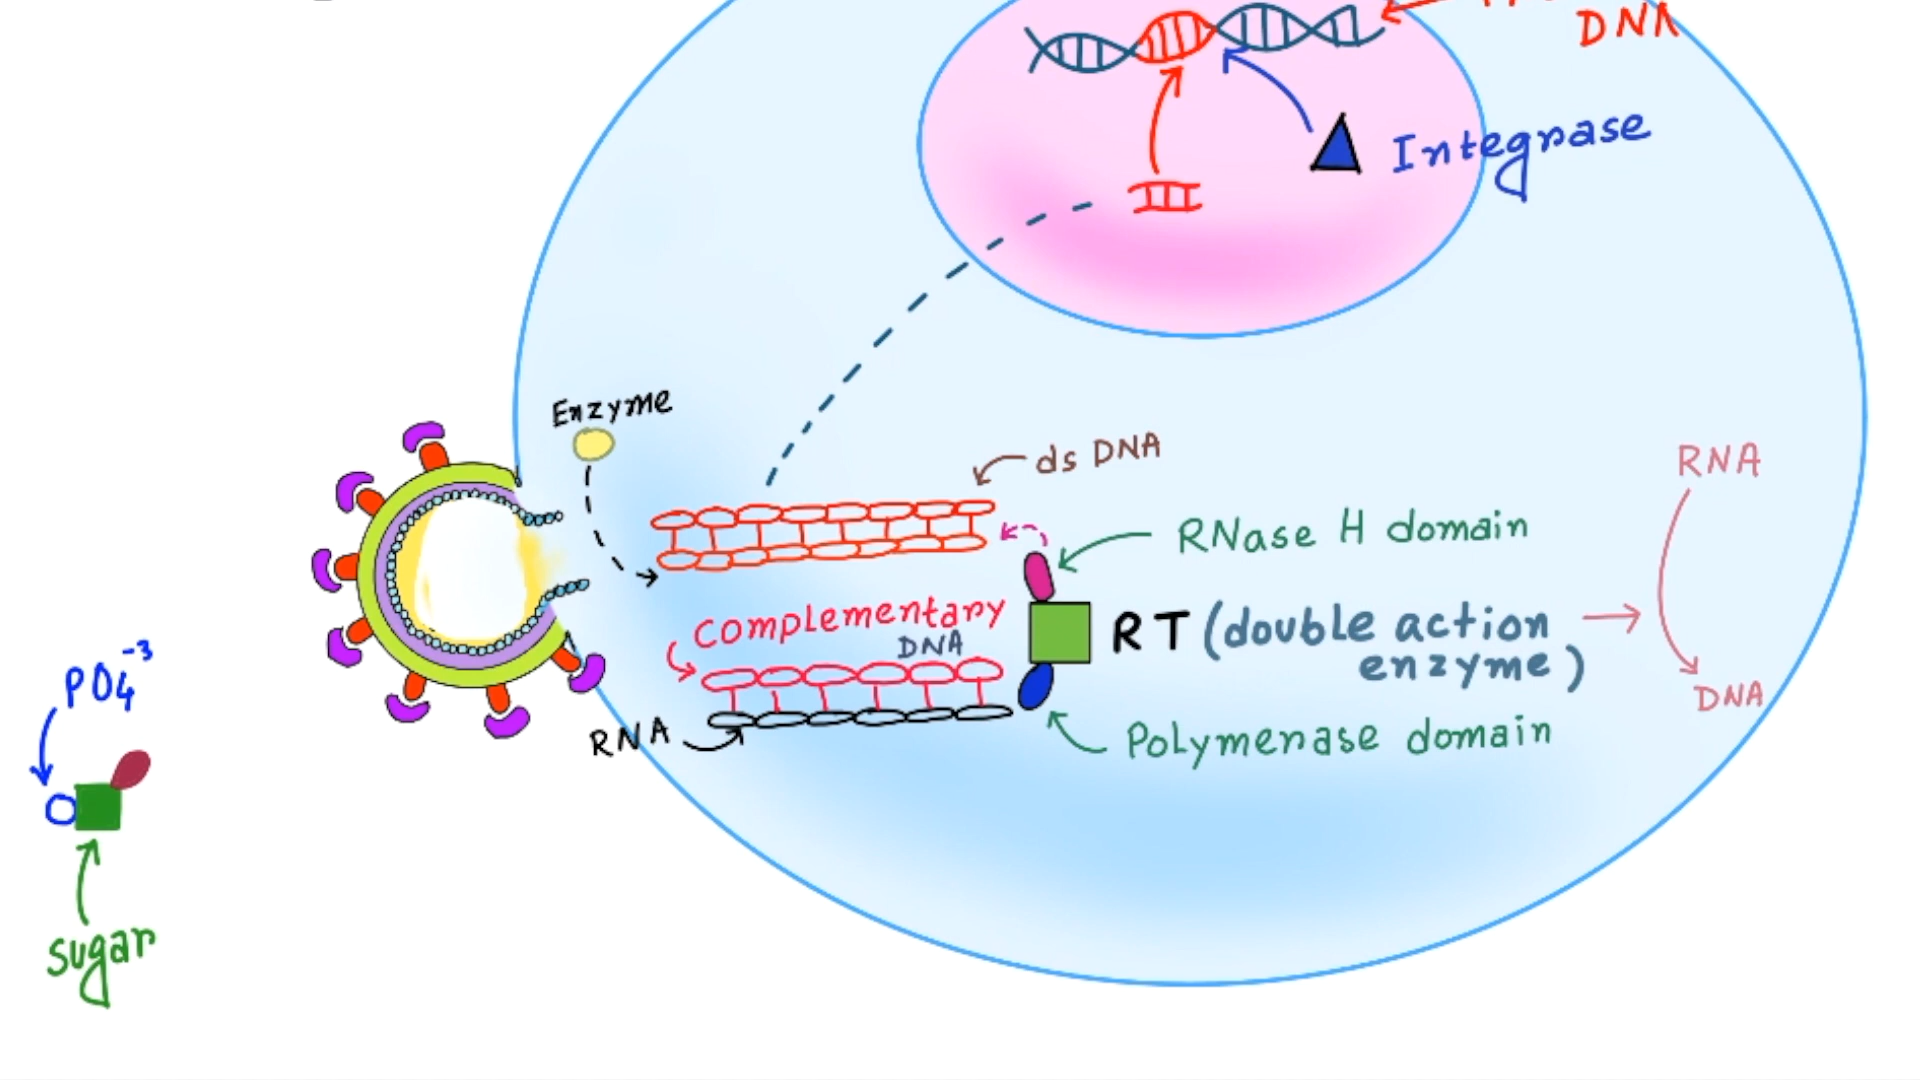 DNA
Integrase
Enzyme
ds DNA
RNA
RNase H domain
Complementary
DNA
RT (double action
enzyme)
PO4-3
RNA
Polymerase domain
DNA
sugar